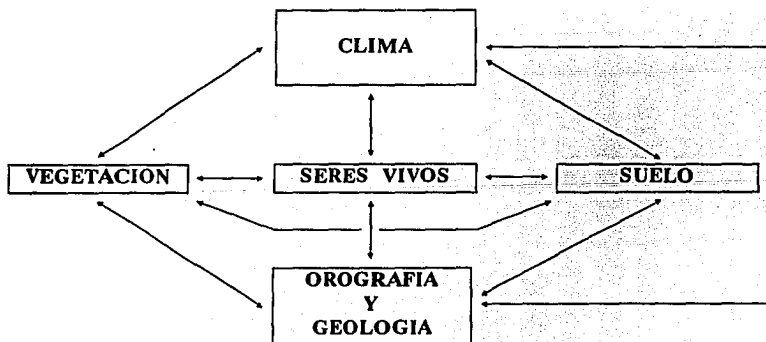 CLIMA
VEGETACION
SERES VIVOS
SUELO
OROGRAFIA
Y
GEOLOGIA